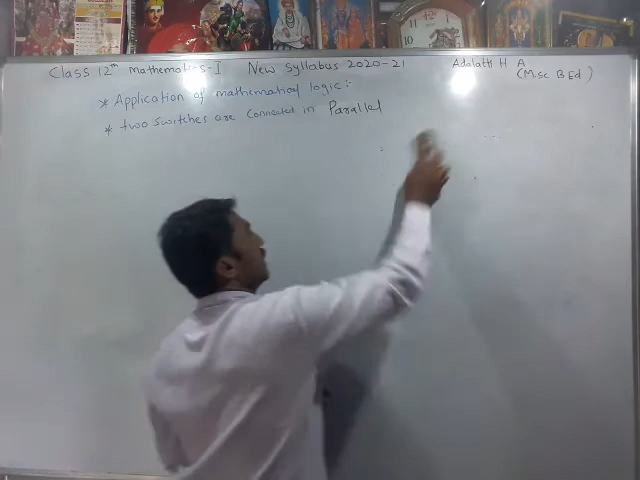 Class 12th mathematics-I New Syllabus 2020-21 Adalath H A
(M.sc B Ed)
* Application of mathematical logic:-
* two switches are connected in Parallel